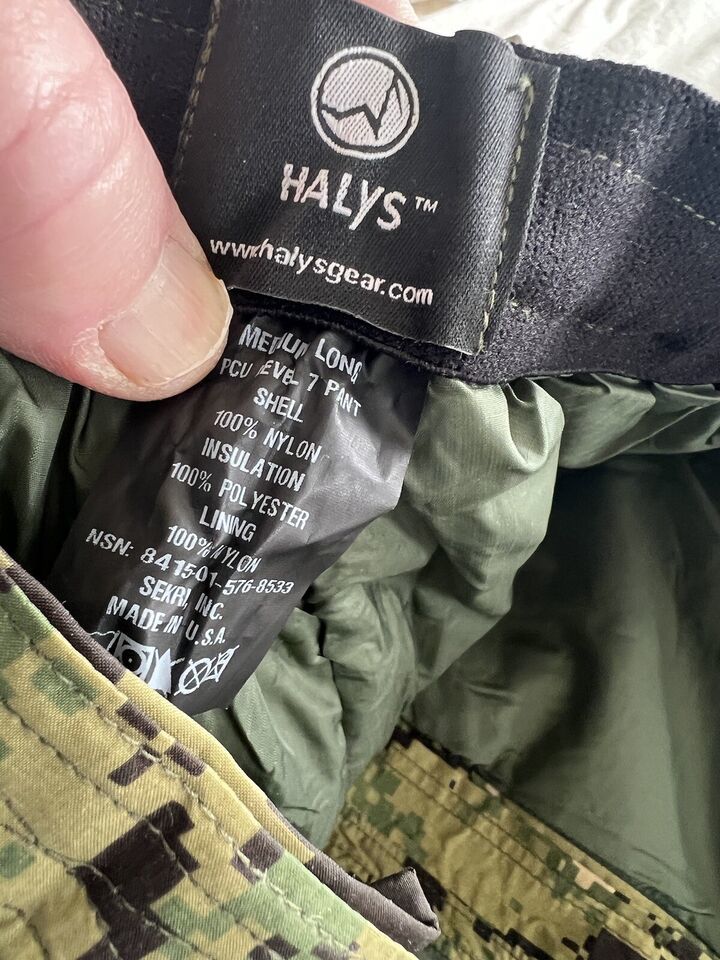 HALYS™
www.halysgear.com
MEDIUM LONG
PCU LEVEL 7 PANT
SHELL
100% NYLON
INSULATION
100% POLYESTER
LINING
100% NYLON
NSN: 8415-01-576-8533
SEKRI, INC.
MADE IN U.S.A.